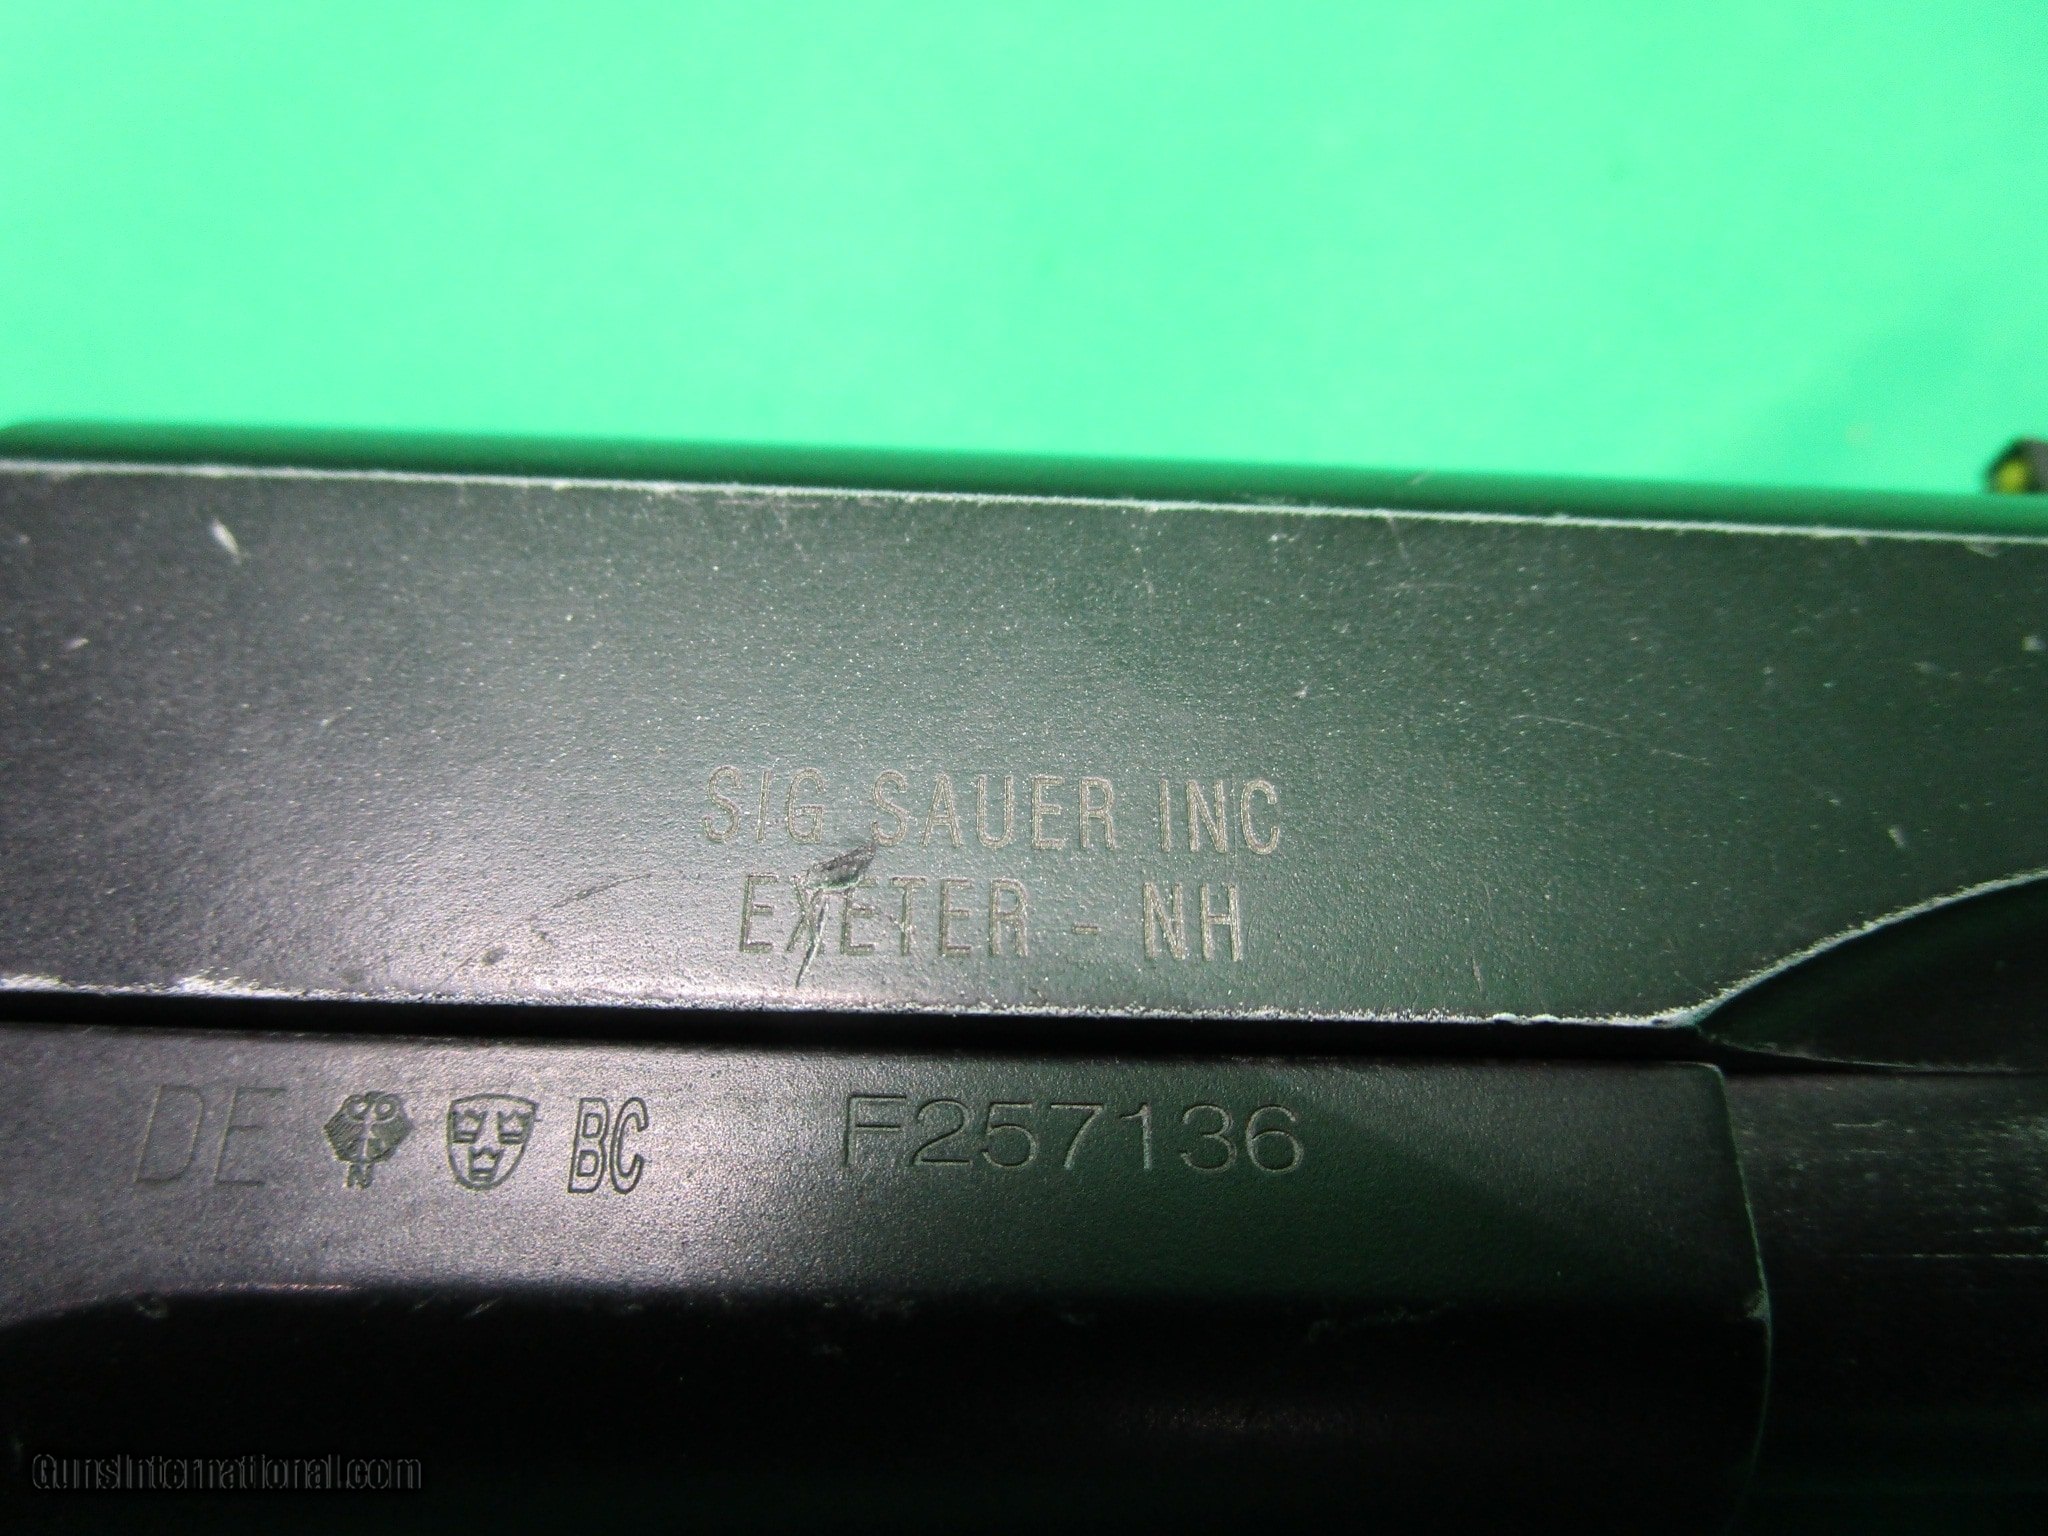 SIG SAUER INC
EXETER - NH
DE N BC F257136
GunsInternational.com